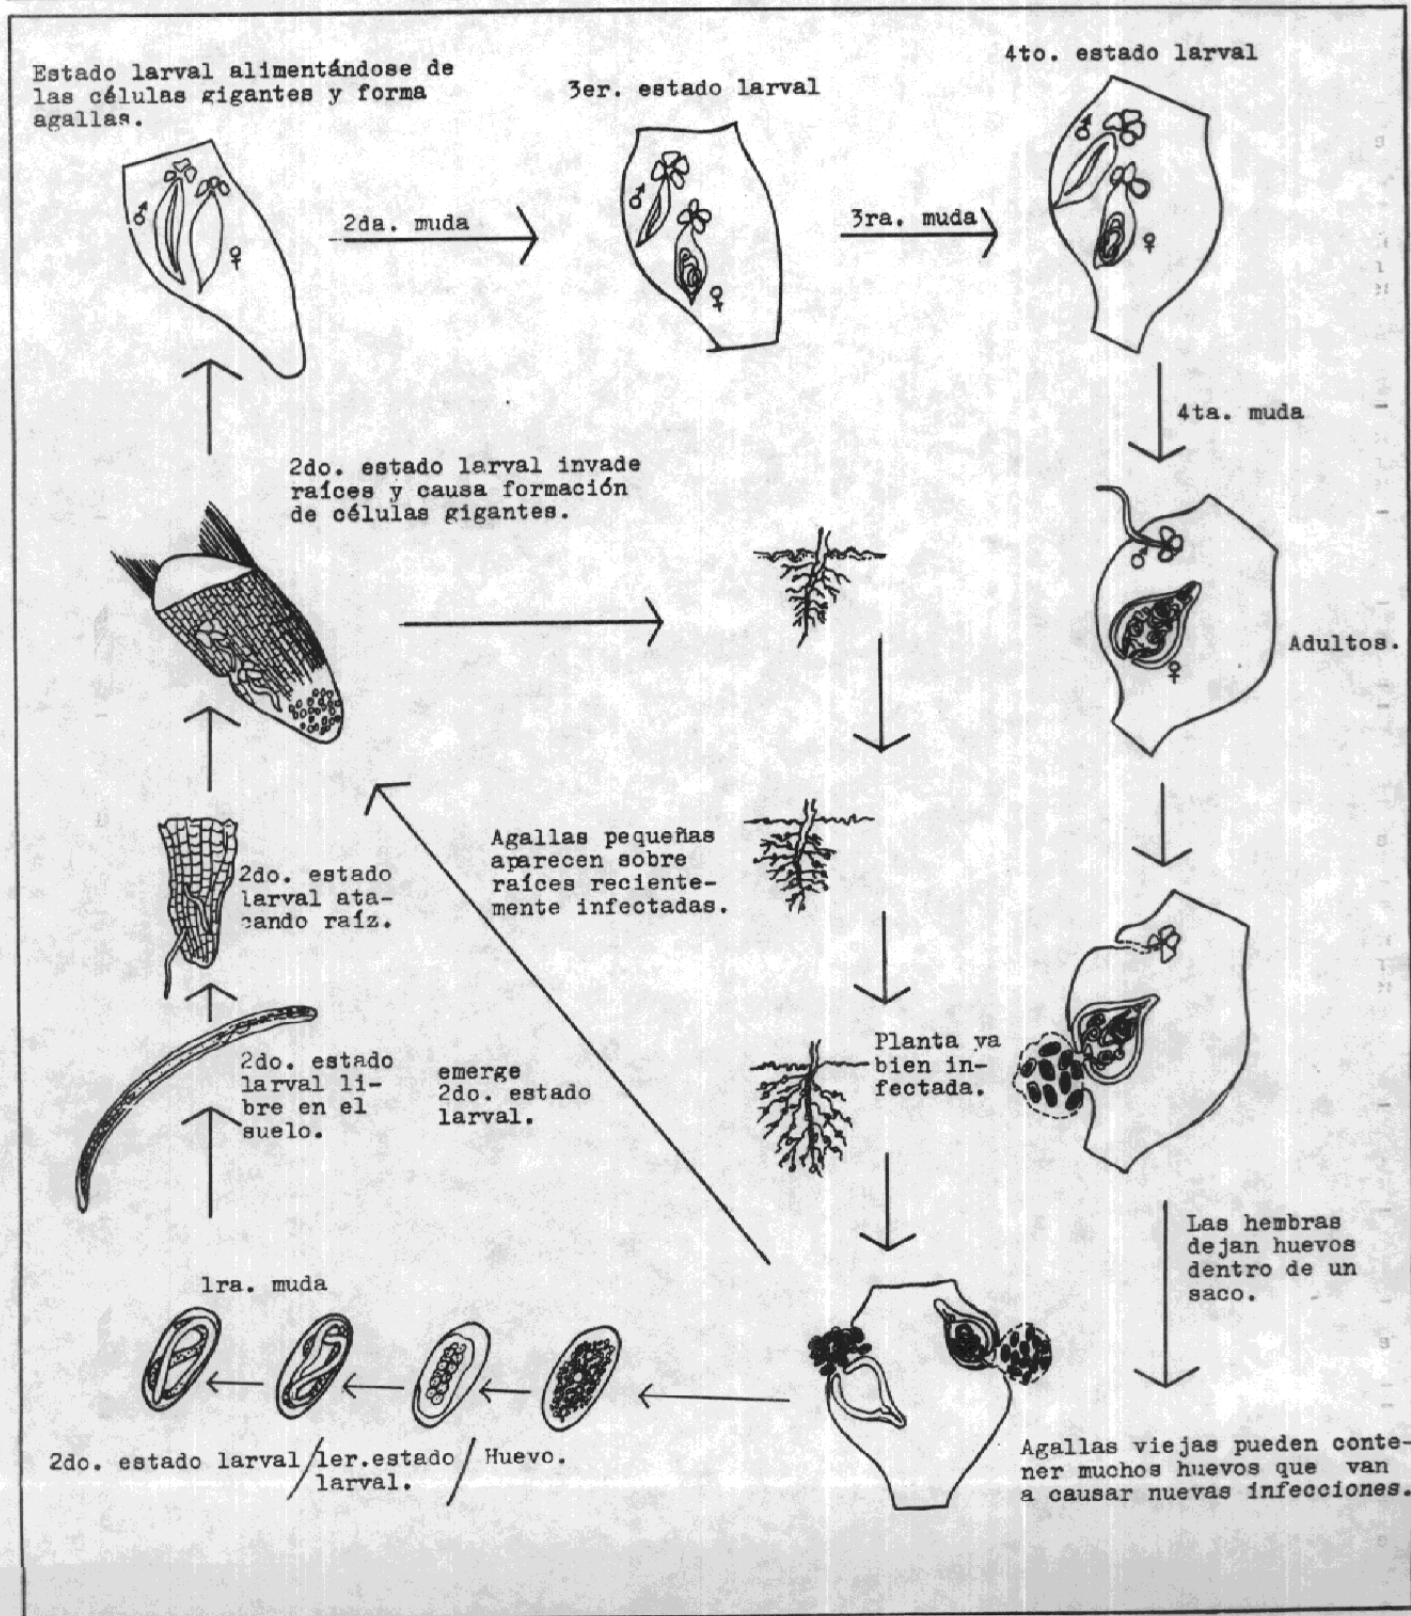 Estado larval alimentándose de
las células gigantes y forma
agallas.
3er. estado larval
4to. estado larval
♂
♀
2da. muda
♂
♀
3ra. muda
♂
♀
4ta. muda
2do. estado larval invade
raíces y causa formación
de células gigantes.
♂
♀
Adultos.
Agallas pequeñas
aparecen sobre
raíces reciente-
mente infectadas.
2do. estado
larval ata-
cando raíz.
2do. estado
larval li-
bre en el
suelo.
emerge
2do. estado
larval.
Planta ya
bien in-
fectada.
Las hembras
dejan huevos
dentro de un
saco.
1ra. muda
2do. estado larval/1er.estado/Huevo.
larval.
Agallas viejas pueden conte-
ner muchos huevos que van
a causar nuevas infecciones.